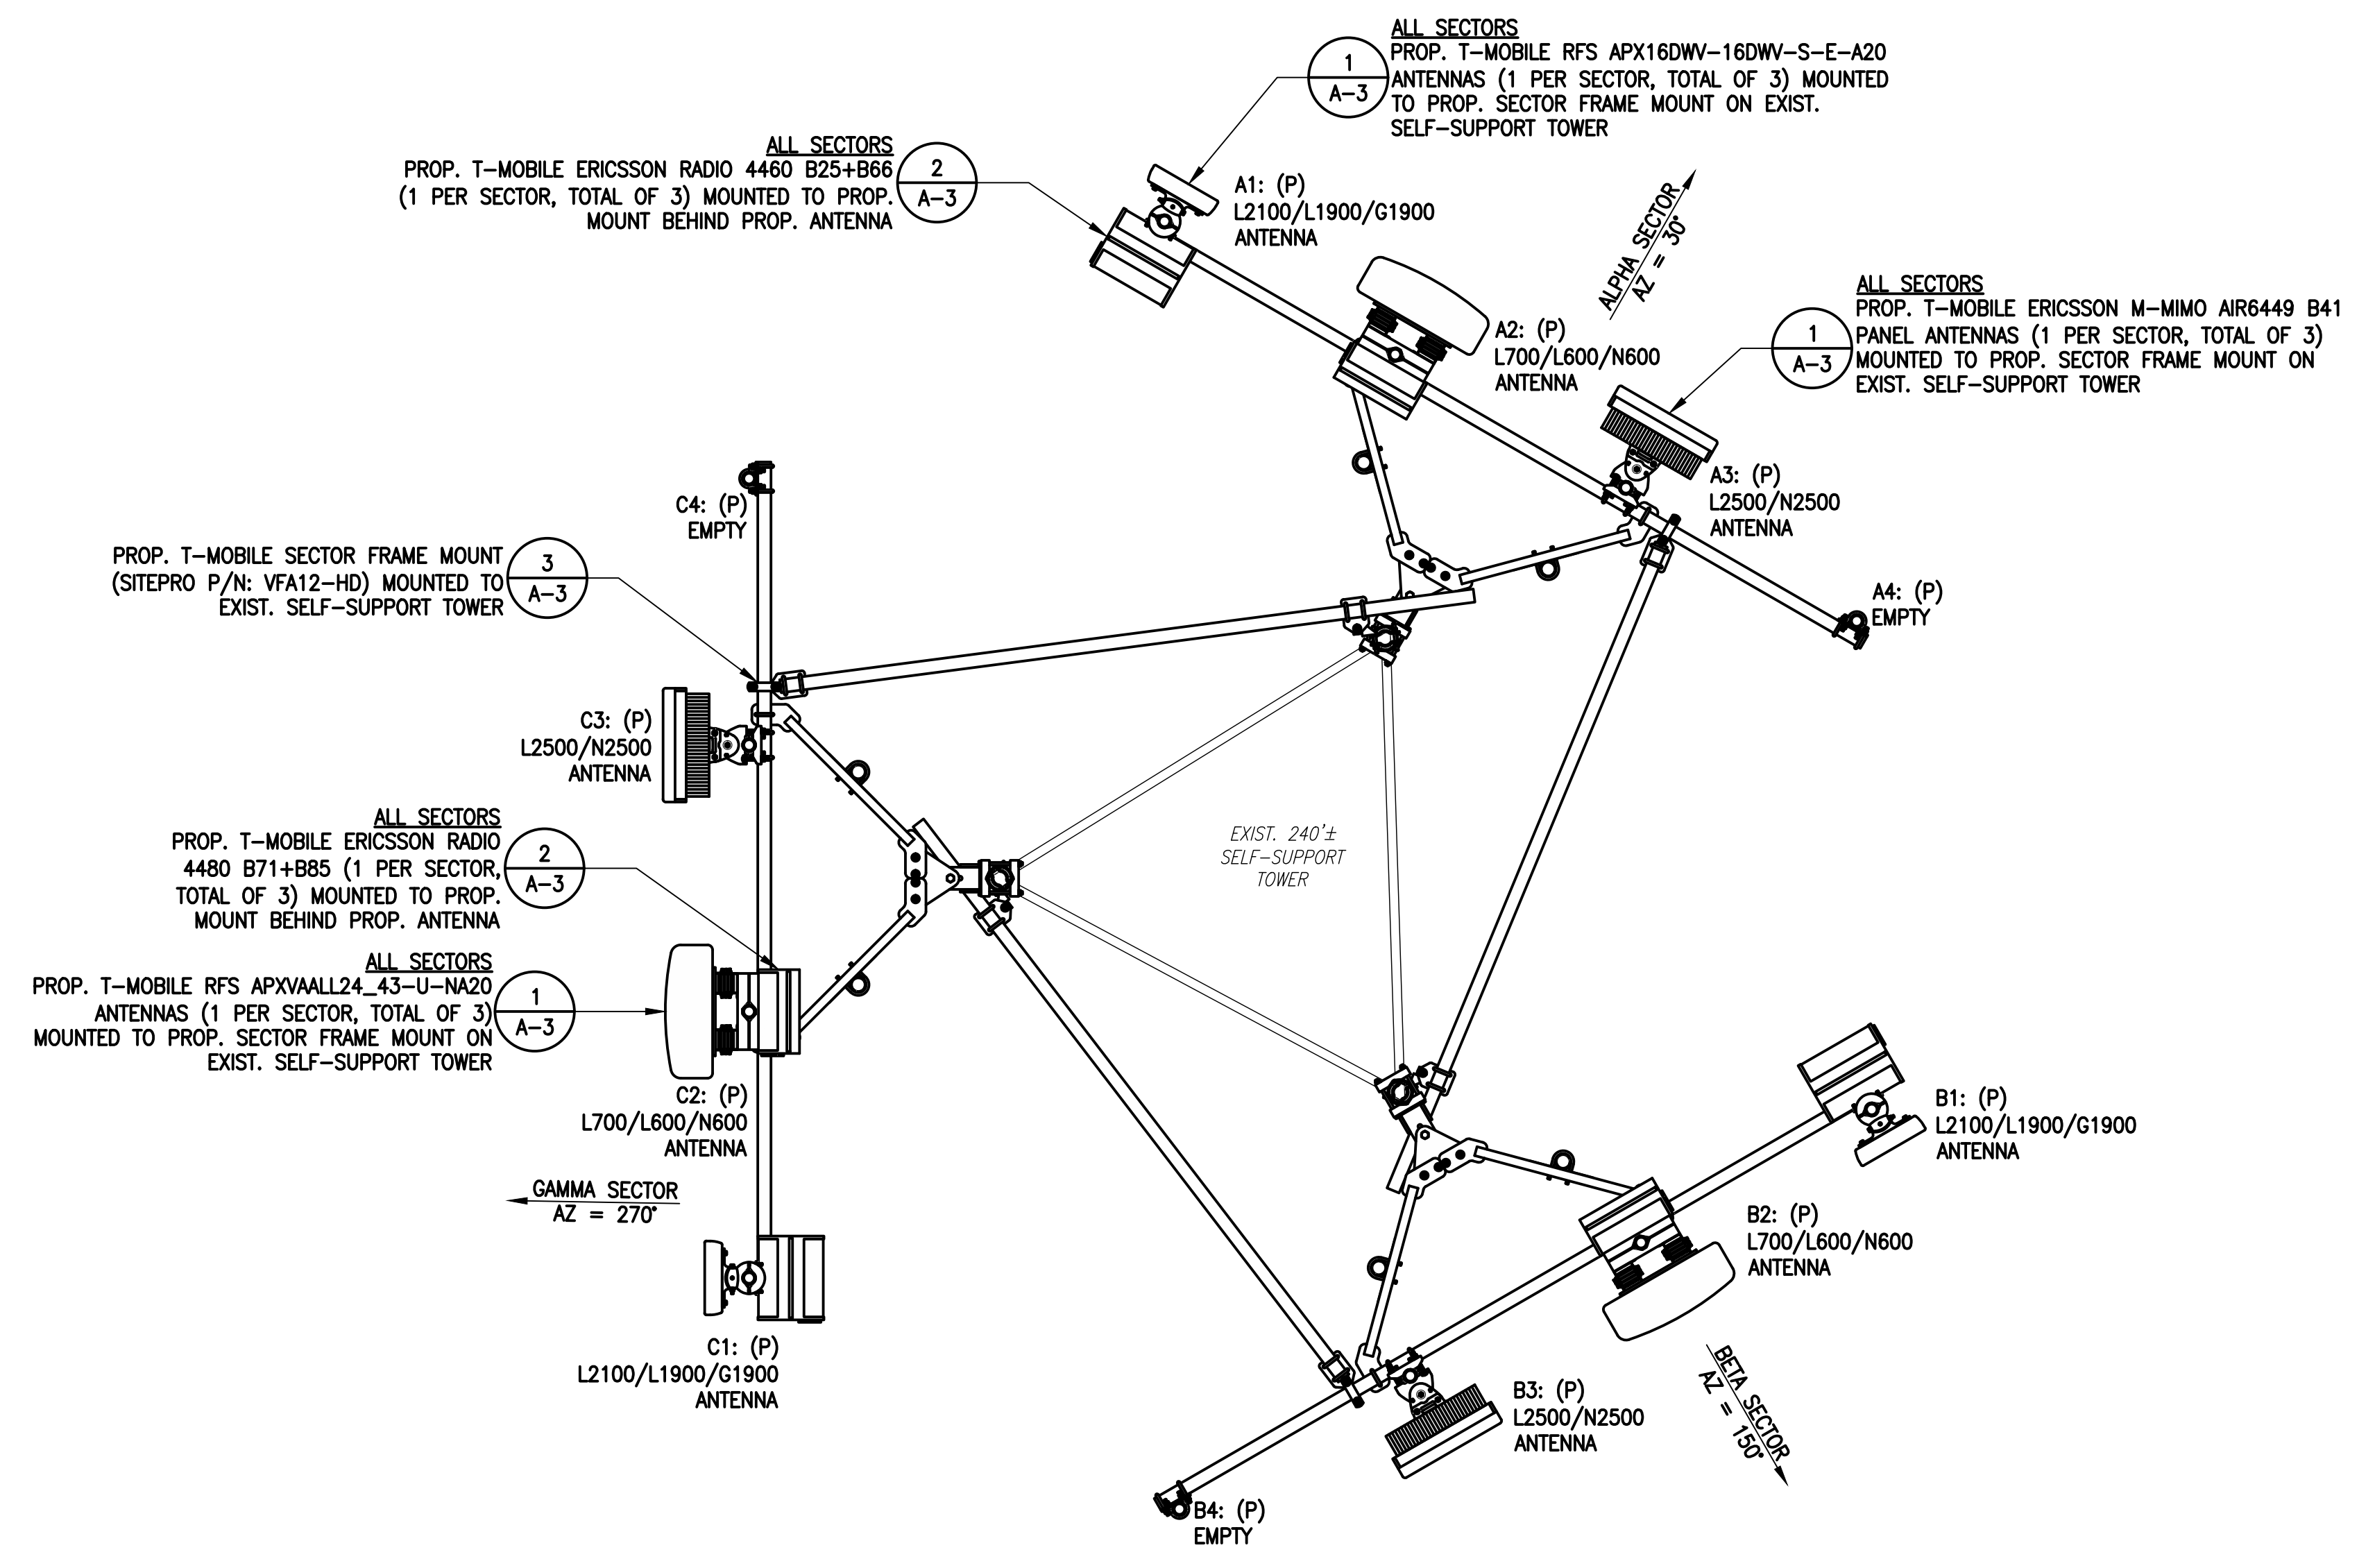 ALL SECTORS
PROP. T-MOBILE RFS APX16DWV-16DWV-S-E-A20
ANTENNAS (1 PER SECTOR, TOTAL OF 3) MOUNTED
TO PROP. SECTOR FRAME MOUNT ON EXIST.
SELF-SUPPORT TOWER
1
A-3
ALL SECTORS
PROP. T-MOBILE ERICSSON RADIO 4460 B25+B66
(1 PER SECTOR, TOTAL OF 3) MOUNTED TO PROP.
MOUNT BEHIND PROP. ANTENNA
2
A-3
A1: (P)
L2100/L1900/G1900
ANTENNA
ALPHA SECTOR
AZ = 30°
A2: (P)
L700/L600/N600
ANTENNA
ALL SECTORS
PROP. T-MOBILE ERICSSON M-MIMO AIR6449 B41
PANEL ANTENNAS (1 PER SECTOR, TOTAL OF 3)
MOUNTED TO PROP. SECTOR FRAME MOUNT ON
EXIST. SELF-SUPPORT TOWER
1
A-3
A3: (P)
L2500/N2500
ANTENNA
C4: (P)
EMPTY
PROP. T-MOBILE SECTOR FRAME MOUNT
(SITEPRO P/N: VFA12-HD) MOUNTED TO
EXIST. SELF-SUPPORT TOWER
3
A-3
A4: (P)
EMPTY
C3: (P)
L2500/N2500
ANTENNA
ALL SECTORS
PROP. T-MOBILE ERICSSON RADIO
4480 B71+B85 (1 PER SECTOR,
TOTAL OF 3) MOUNTED TO PROP.
MOUNT BEHIND PROP. ANTENNA
2
A-3
EXIST. 240'±
SELF-SUPPORT
TOWER
ALL SECTORS
PROP. T-MOBILE RFS APXVAALL24_43-U-NA20
ANTENNAS (1 PER SECTOR, TOTAL OF 3)
MOUNTED TO PROP. SECTOR FRAME MOUNT ON
EXIST. SELF-SUPPORT TOWER
1
A-3
C2: (P)
L700/L600/N600
ANTENNA
B1: (P)
L2100/L1900/G1900
ANTENNA
GAMMA SECTOR
AZ = 270°
B2: (P)
L700/L600/N600
ANTENNA
C1: (P)
L2100/L1900/G1900
ANTENNA
BETA SECTOR
AZ = 150°
B3: (P)
L2500/N2500
ANTENNA
B4: (P)
EMPTY